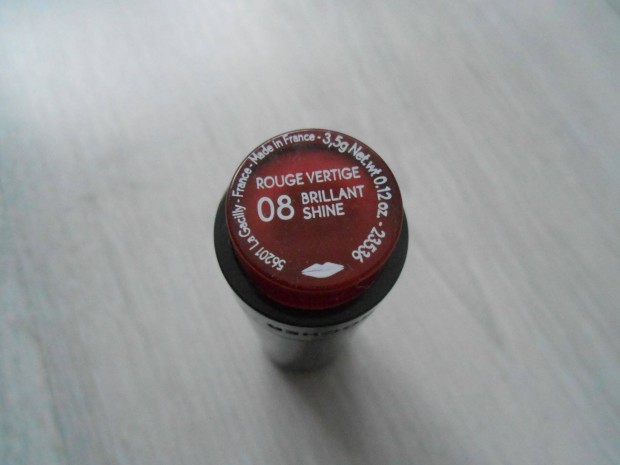 56201 La Gacilly - France - Made in France - 3,5g Net.wt 0.12 oz. - 23536
ROUGE VERTIGE
08 BRILLANT
SHINE